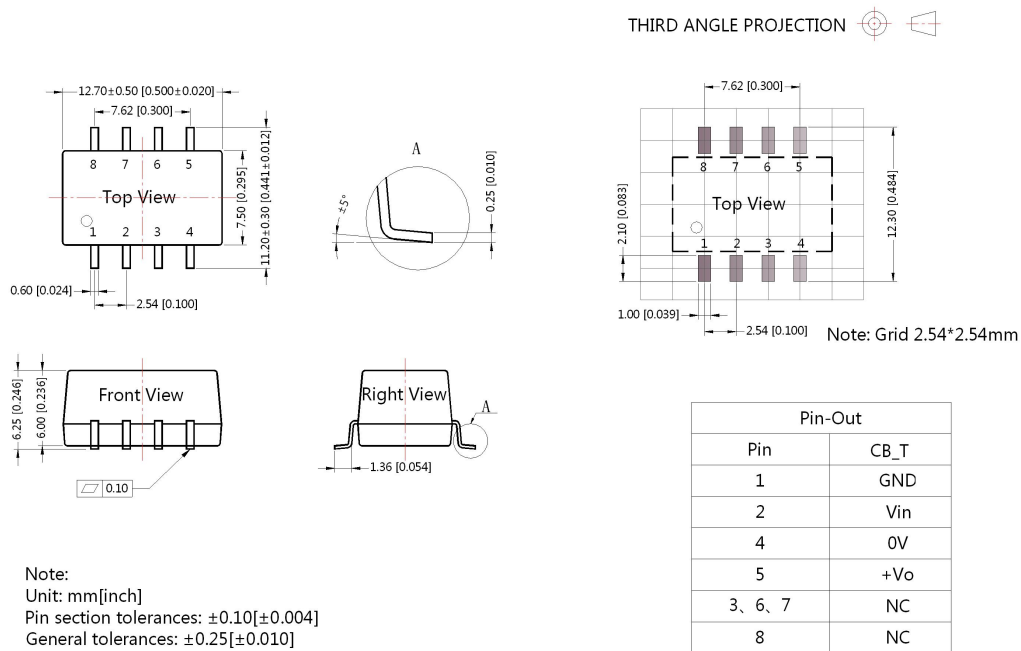 THIRD ANGLE PROJECTION
12.70±0.50 [0.500±0.020]
7.62 [0.300]
8 7 6 5
Top View
1 2 3 4
7.50 [0.295]
11.20±0.30 [0.441±0.012]
0.60 [0.024]
2.54 [0.100]
A
±5°
0.25 [0.010]
7.62 [0.300]
8 7 6 5
Top View
1 2 3 4
2.10 [0.083]
12.30 [0.484]
1.00 [0.039]
2.54 [0.100]
Note: Grid 2.54*2.54mm
6.25 [0.246]
6.00 [0.236]
Front View
0.10
Right View
A
1.36 [0.054]
Pin-Out
Pin CB_T
1 GND
2 Vin
4 0V
5 +Vo
3、6、7 NC
8 NC
Note:
Unit: mm[inch]
Pin section tolerances: ±0.10[±0.004]
General tolerances: ±0.25[±0.010]